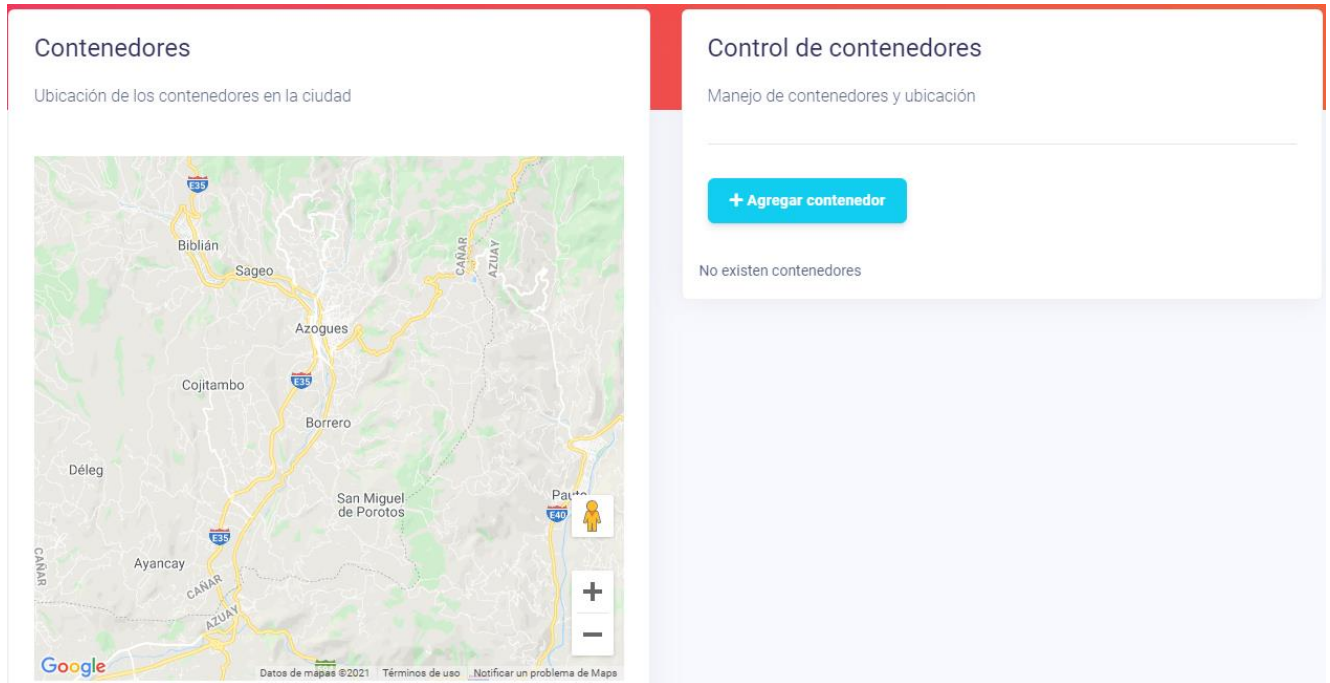 Contenedores
Ubicación de los contenedores en la ciudad
E35
Biblián
Sageo
CAÑAR
AZUAY
Azogues
Cojitambo
E35
Borrero
Déleg
San Miguel
de Porotos
Pauto
E40
E35
CAÑAR
Ayancay
CAÑAR
AZUAY
Google
Datos de mapas ©2021 Términos de uso Notificar un problema de Maps
Control de contenedores
Manejo de contenedores y ubicación
+ Agregar contenedor
No existen contenedores